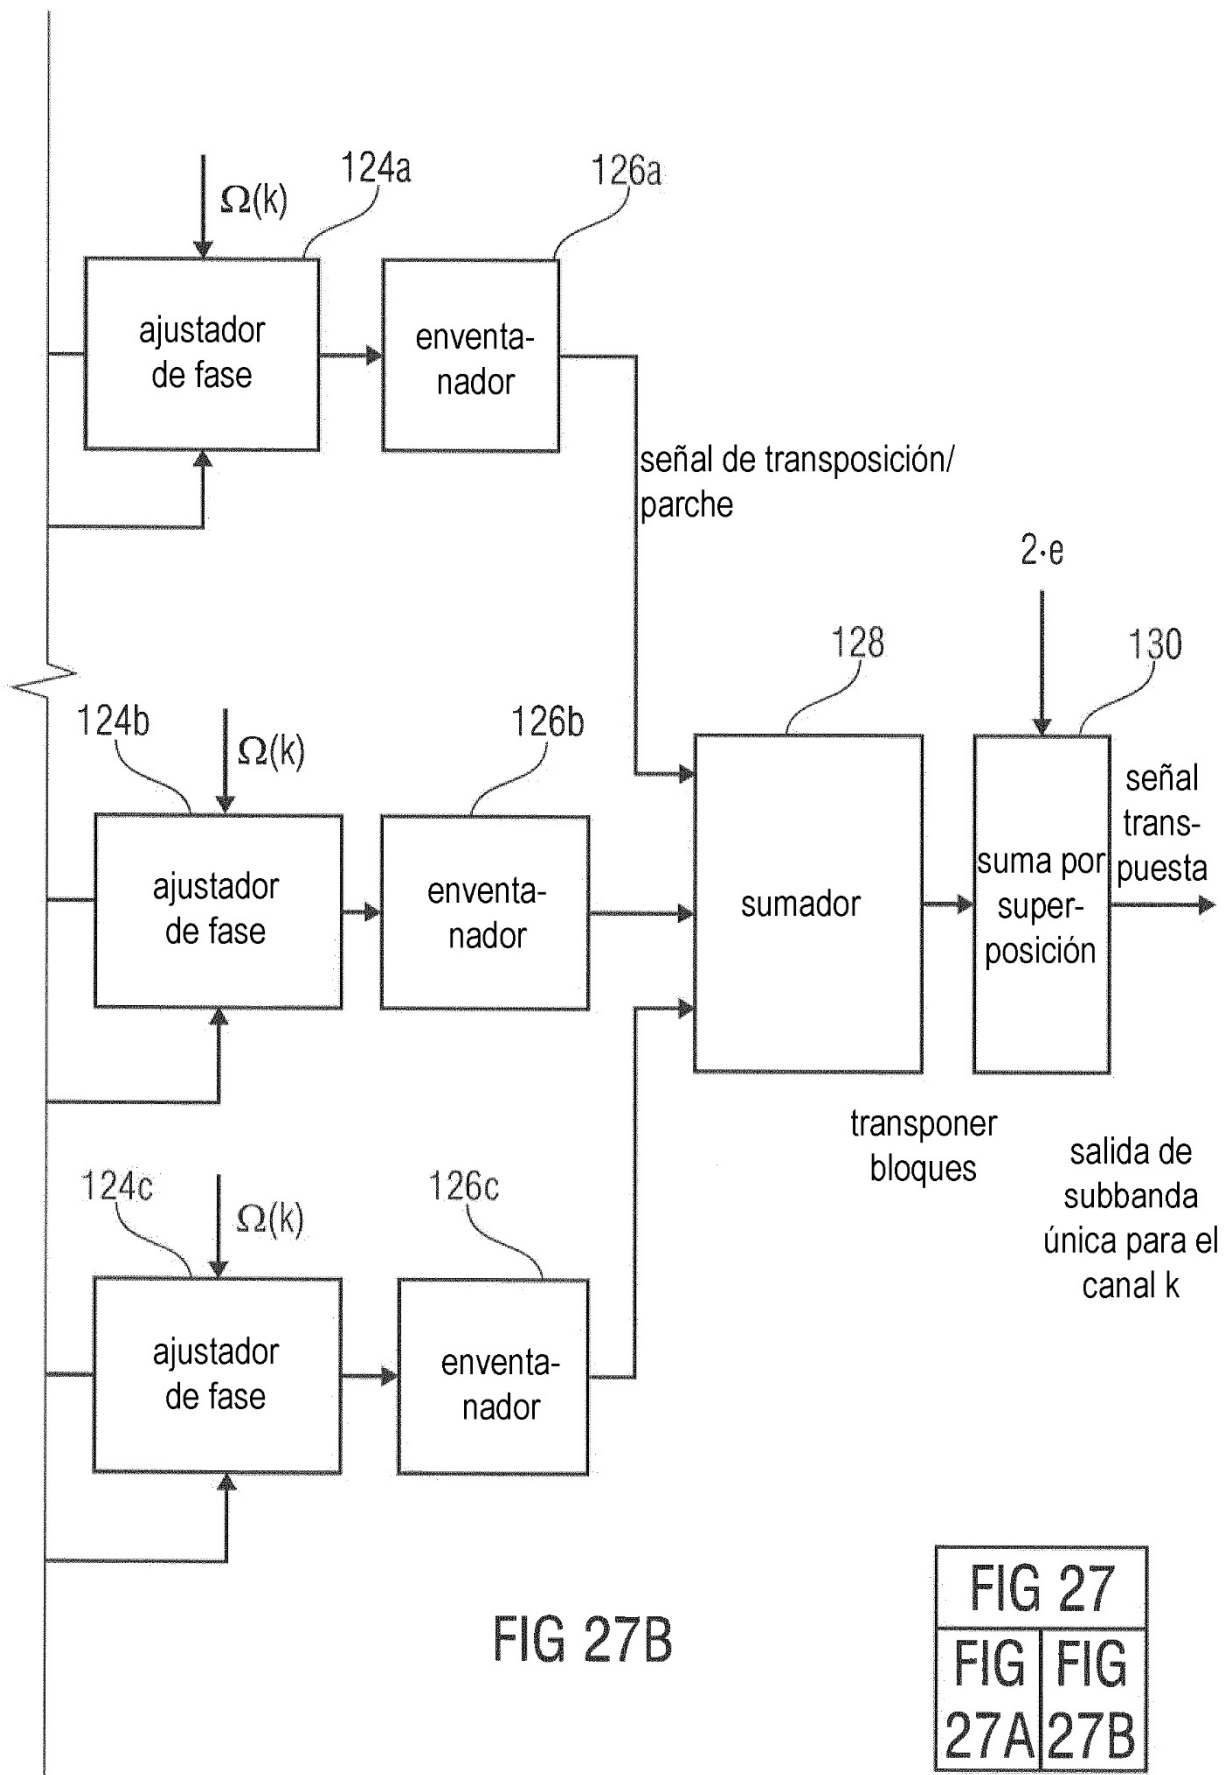 124a
126a
Ω(k)
ajustador
de fase
enventa-
nador
señal de transposición/
parche
2·e
128
130
124b
126b
Ω(k)
ajustador
de fase
enventa-
nador
sumador
suma por
super-
posición
señal
trans-
puesta
transponer
bloques
salida de
subbanda
única para el
canal k
124c
126c
Ω(k)
ajustador
de fase
enventa-
nador
FIG 27B
FIG 27
FIG
27A
FIG
27B